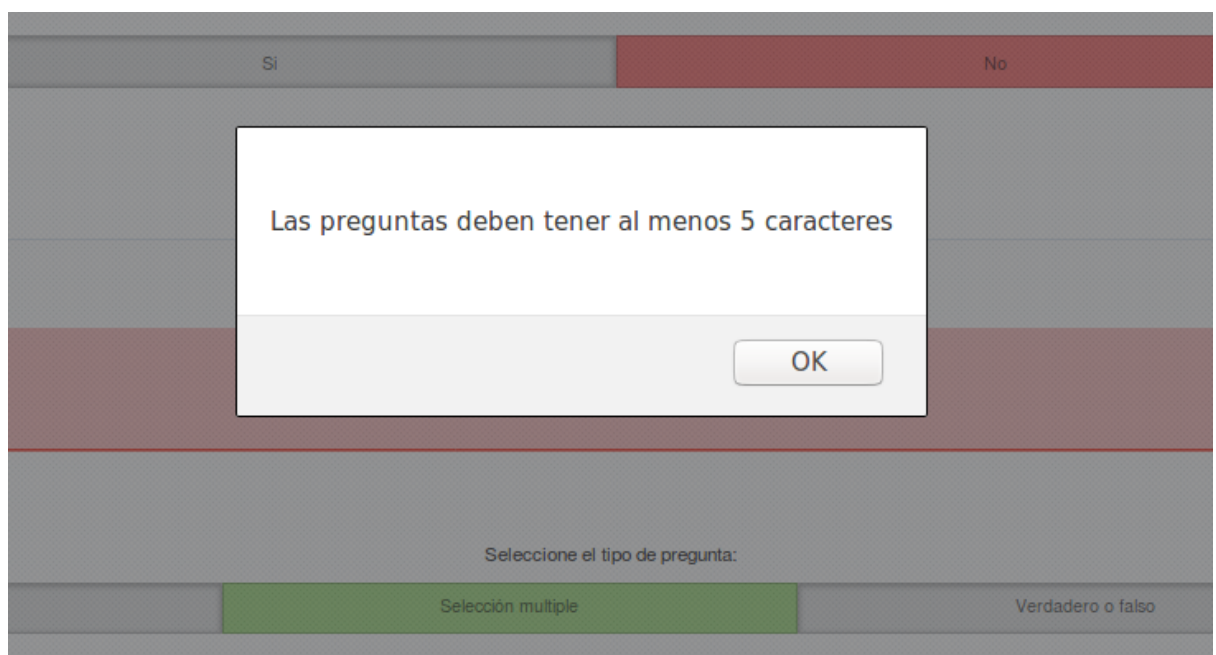 Si
No
Las preguntas deben tener al menos 5 caracteres
OK
Seleccione el tipo de pregunta:
Selección multiple
Verdadero o falso